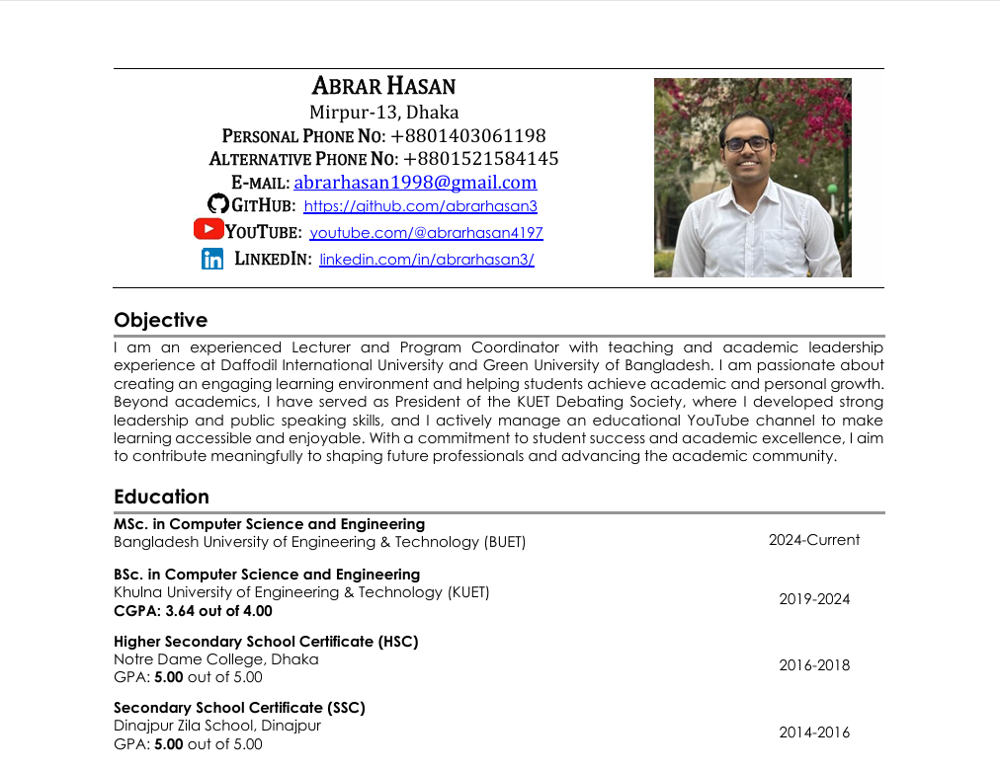 ABRAR HASAN
Mirpur-13, Dhaka
PERSONAL PHONE NO: +8801403061198
ALTERNATIVE PHONE NO: +8801521584145
E-MAIL: abrarhasan1998@gmail.com
GITHUB: https://github.com/abrarhasan3
YOUTUBE: youtube.com/@abrarhasan4197
in LINKEDIN: linkedin.com/in/abrarhasan3/
Objective
I am an experienced Lecturer and Program Coordinator with teaching and academic leadership
experience at Daffodil International University and Green University of Bangladesh. I am passionate about
creating an engaging learning environment and helping students achieve academic and personal growth.
Beyond academics, I have served as President of the KUET Debating Society, where I developed strong
leadership and public speaking skills, and I actively manage an educational YouTube channel to make
learning accessible and enjoyable. With a commitment to student success and academic excellence, I aim
to contribute meaningfully to shaping future professionals and advancing the academic community.
Education
MSc. in Computer Science and Engineering
Bangladesh University of Engineering & Technology (BUET)
2024-Current
BSc. in Computer Science and Engineering
Khulna University of Engineering & Technology (KUET)
CGPA: 3.64 out of 4.00
2019-2024
Higher Secondary School Certificate (HSC)
Notre Dame College, Dhaka
GPA: 5.00 out of 5.00
2016-2018
Secondary School Certificate (SSC)
Dinajpur Zila School, Dinajpur
GPA: 5.00 out of 5.00
2014-2016